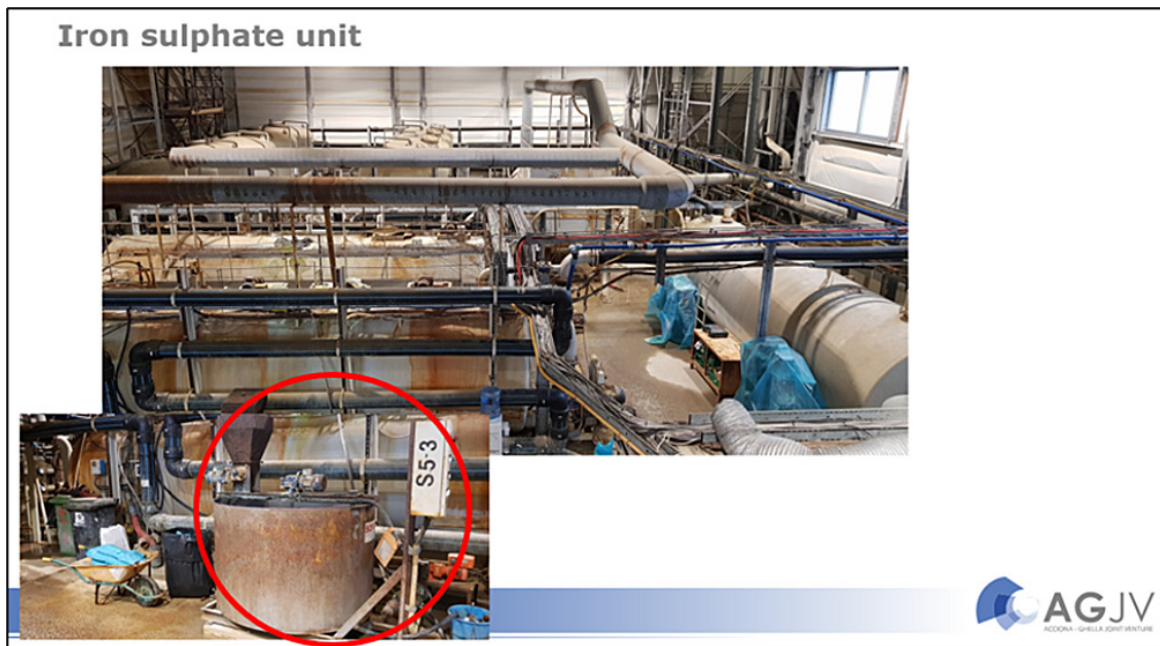 Iron sulphate unit
S5·3
AGJV
ACCIONA - GHELLA JOINT VENTURE